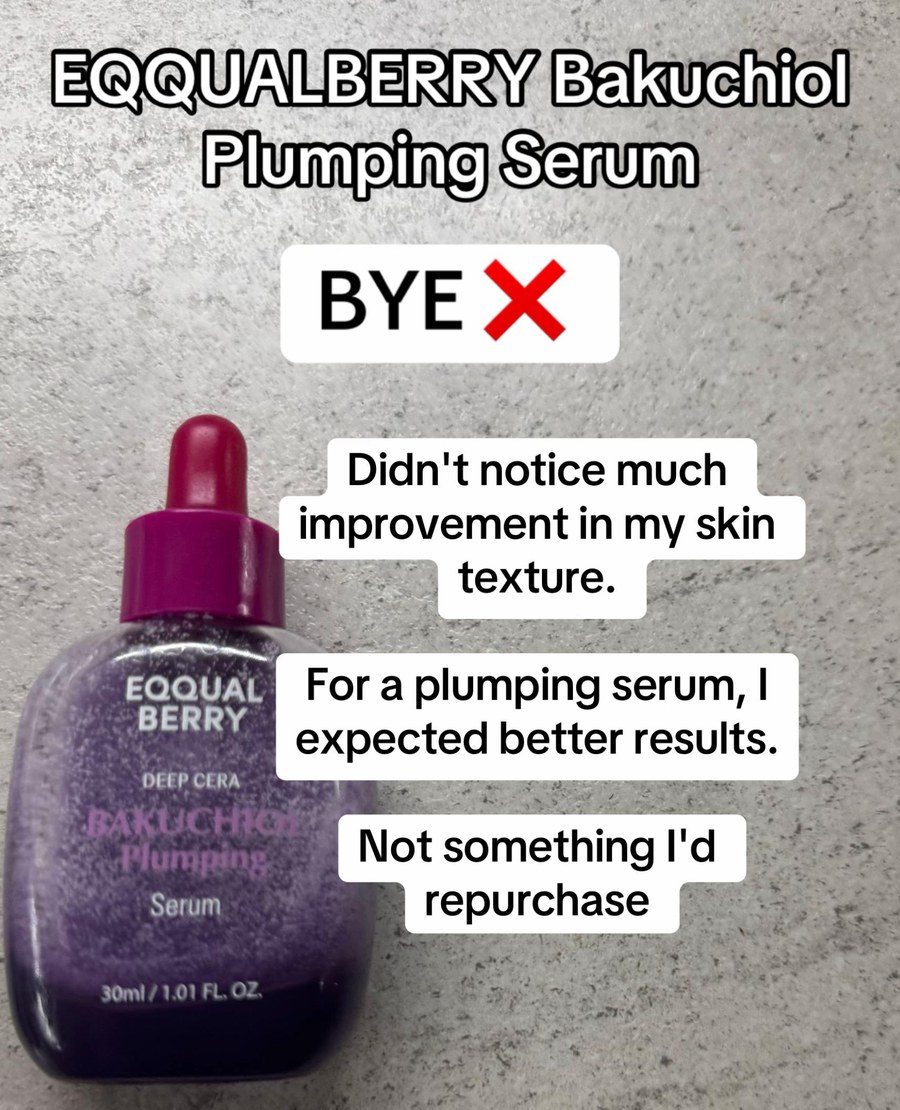 EQQUALBERRY Bakuchiol
Plumping Serum
BYE ❌
Didn't notice much
improvement in my skin
texture.
For a plumping serum, I
expected better results.
Not something I'd
repurchase
EQQUAL
BERRY
DEEP CERA
BAKUCHIOL
Plumping
Serum
30ml / 1.01 FL. OZ.